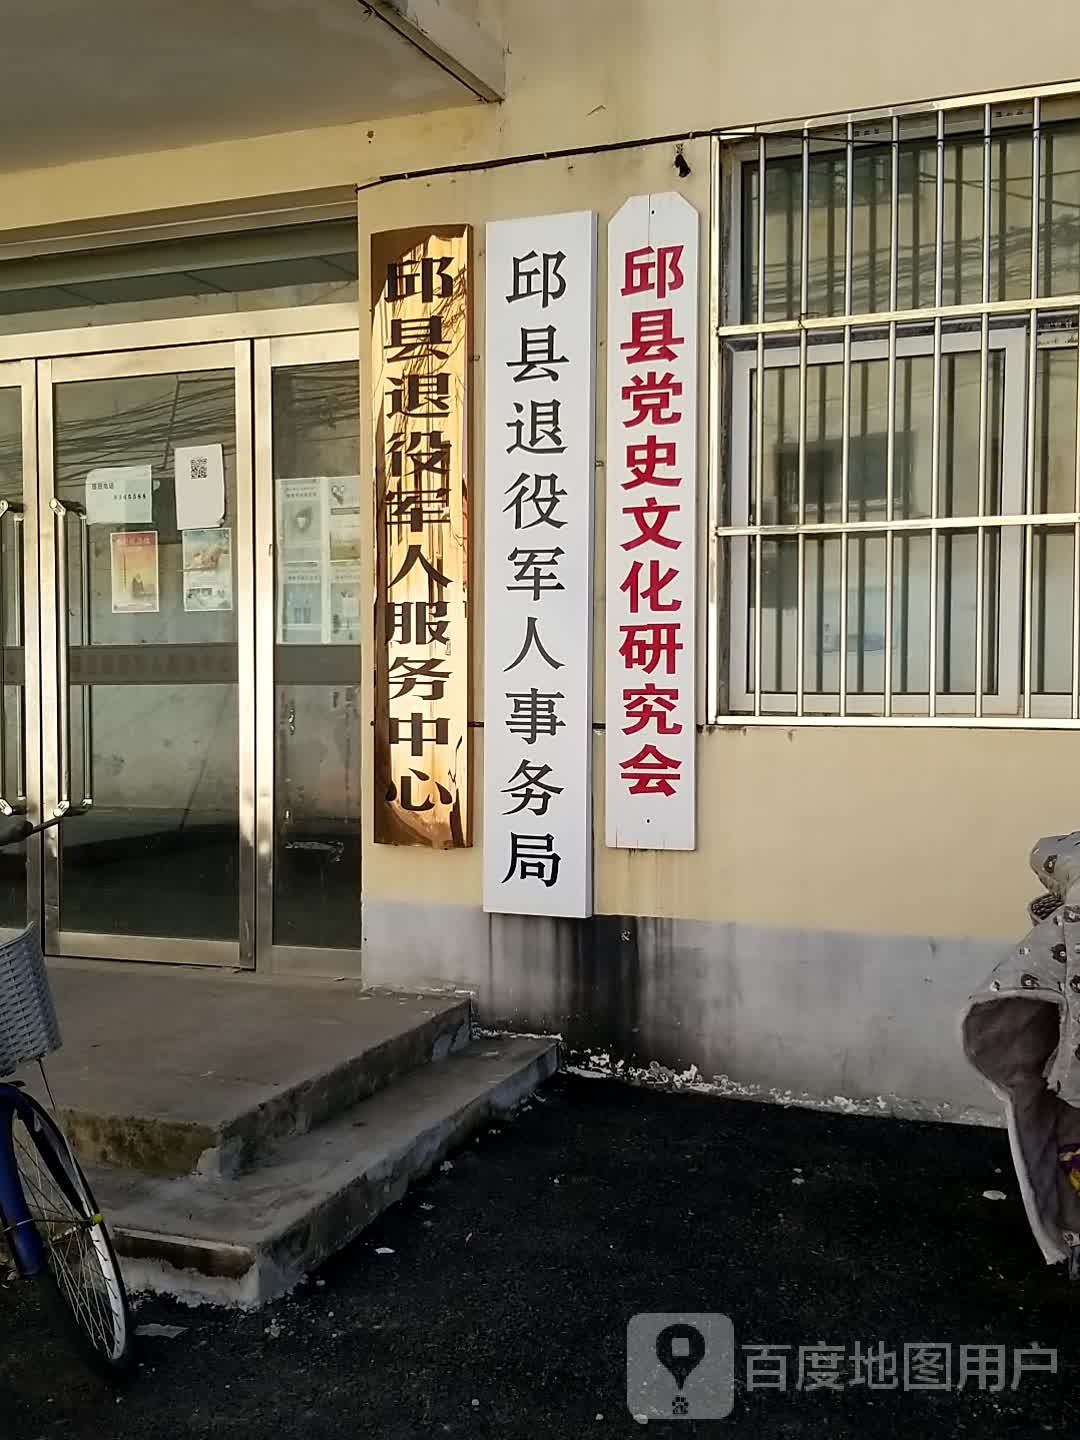 邱县退役军人服务中心
邱县退役军人事务局
邱县党史文化研究会
百度地图用户